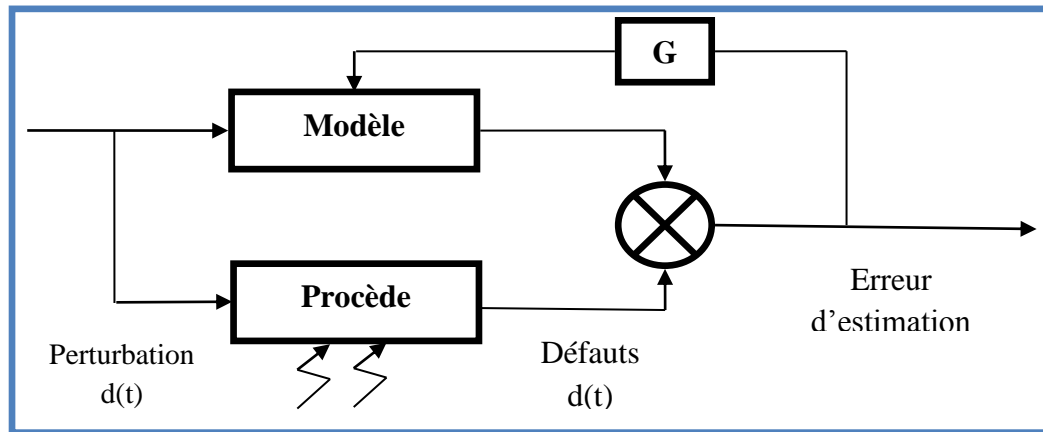 G
Modèle
Procède
Perturbation
d(t)
Défauts
d(t)
Erreur
d’estimation